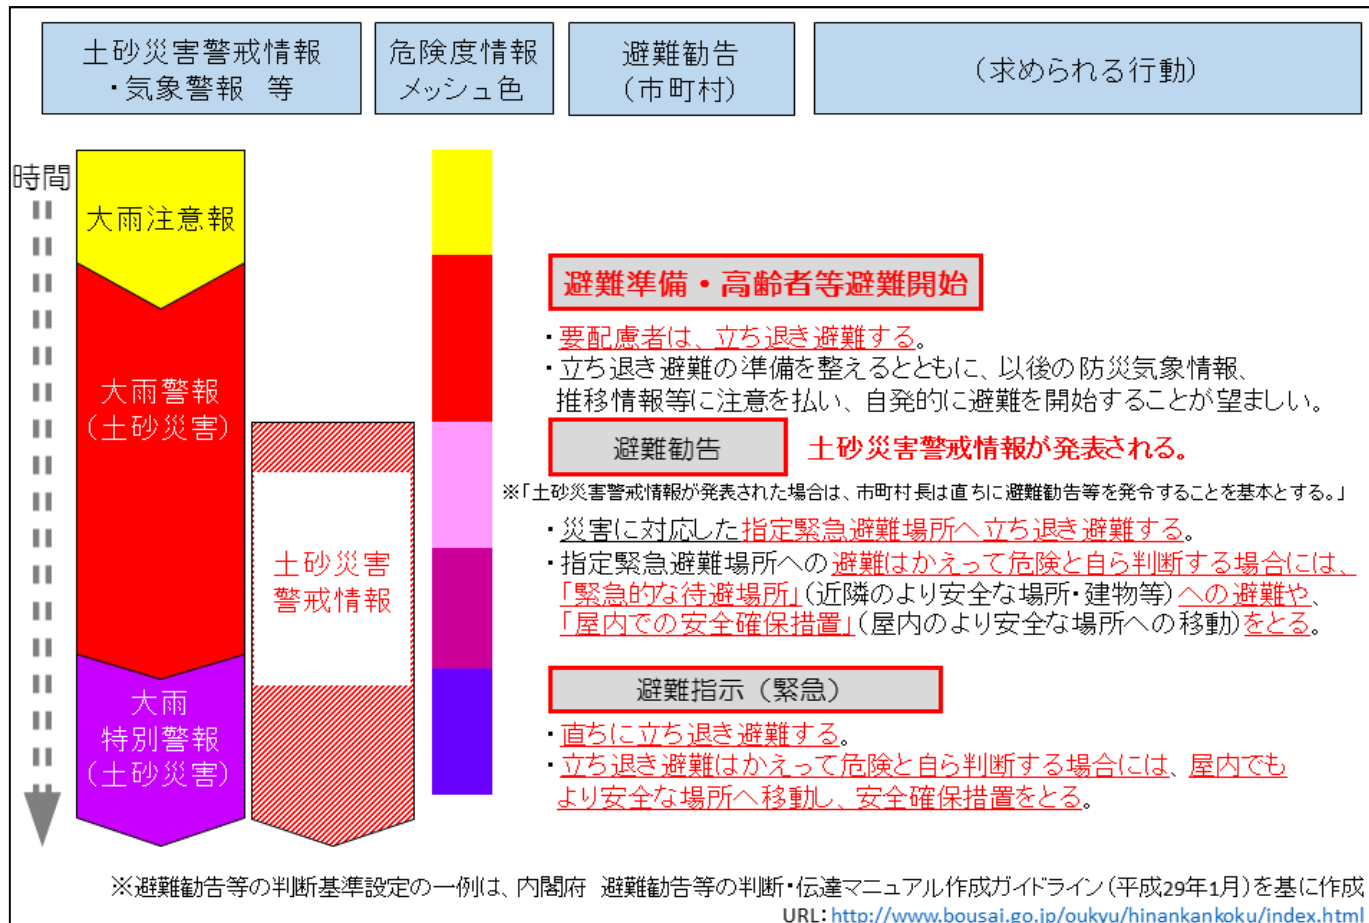 土砂災害警戒情報
・気象警報 等
危険度情報
メッシュ色
避難勧告
(市町村)
(求められる行動)
時間
大雨注意報
大雨警報
(土砂災害)
大雨
特別警報
(土砂災害)
土砂災害
警戒情報
避難準備・高齢者等避難開始
・要配慮者は、立ち退き避難する。
・立ち退き避難の準備を整えるとともに、以後の防災気象情報、
推移情報等に注意を払い、自発的に避難を開始することが望ましい。
避難勧告
土砂災害警戒情報が発表される。
※「土砂災害警戒情報が発表された場合は、市町村長は直ちに避難勧告等を発令することを基本とする。」
・災害に対応した指定緊急避難場所へ立ち退き避難する。
・指定緊急避難場所への避難はかえって危険と自ら判断する場合には、
「緊急的な待避場所」(近隣のより安全な場所・建物等)への避難や、
「屋内での安全確保措置」(屋内のより安全な場所への移動)をとる。
避難指示(緊急)
・直ちに立ち退き避難する。
・立ち退き避難はかえって危険と自ら判断する場合には、屋内でも
より安全な場所へ移動し、安全確保措置をとる。
※避難勧告等の判断基準設定の一例は、内閣府 避難勧告等の判断・伝達マニュアル作成ガイドライン(平成29年1月)を基に作成
URL:http://www.bousai.go.jp/oukyu/hinankankoku/index.html